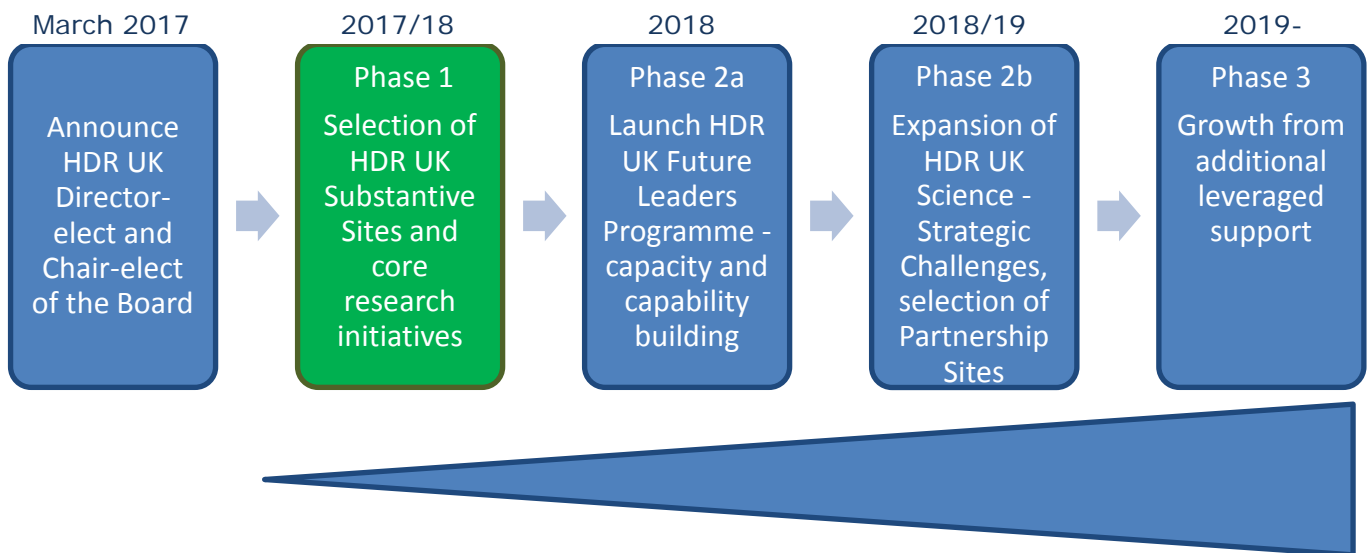 March 2017
Announce
HDR UK
Director-
elect and
Chair-elect
of the Board
2017/18
Phase 1
Selection of
HDR UK
Substantive
Sites and
core
research
initiatives
2018
Phase 2a
Launch HDR
UK Future
Leaders
Programme -
capacity and
capability
building
2018/19
Phase 2b
Expansion of
HDR UK
Science -
Strategic
Challenges,
selection of
Partnership
Sites
2019-
Phase 3
Growth from
additional
leveraged
support